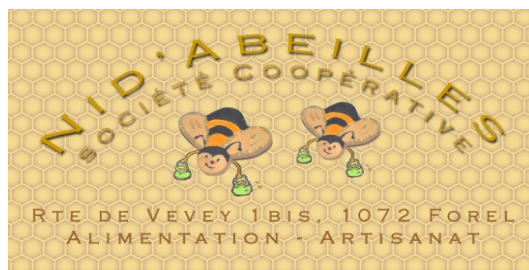 Nid'Abeilles
Société Coopérative
Rte de Vevey 1bis, 1072 Forel
Alimentation - Artisanat